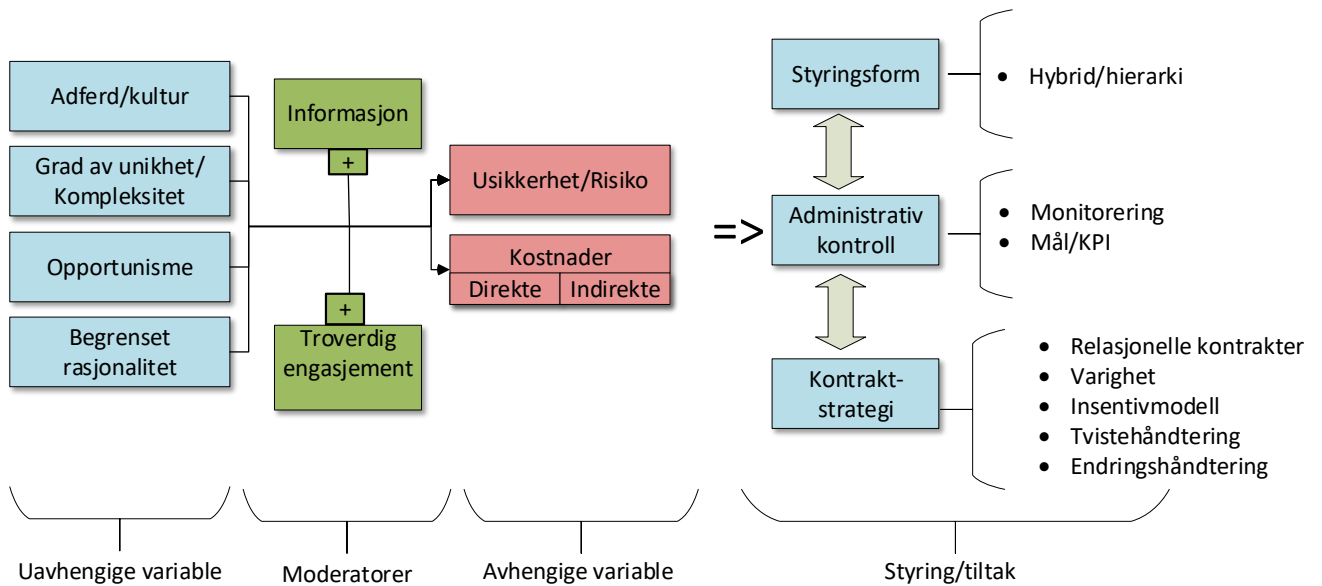 Adferd/kultur
Grad av unikhet/
Kompleksitet
Opportunisme
Begrenset
rasjonalitet
Informasjon
+
+
Troverdig
engasjement
Usikkerhet/Risiko
Kostnader
Direkte
Indirekte
=>
Styringsform
Administrativ
kontroll
Kontrakt-
strategi
• Hybrid/hierarki
• Monitorering
• Mål/KPI
• Relasjonelle kontrakter
• Varighet
• Insentivmodell
• Tvistehåndtering
• Endringshåndtering
Uavhengige variable
Moderatorer
Avhengige variable
Styring/tiltak